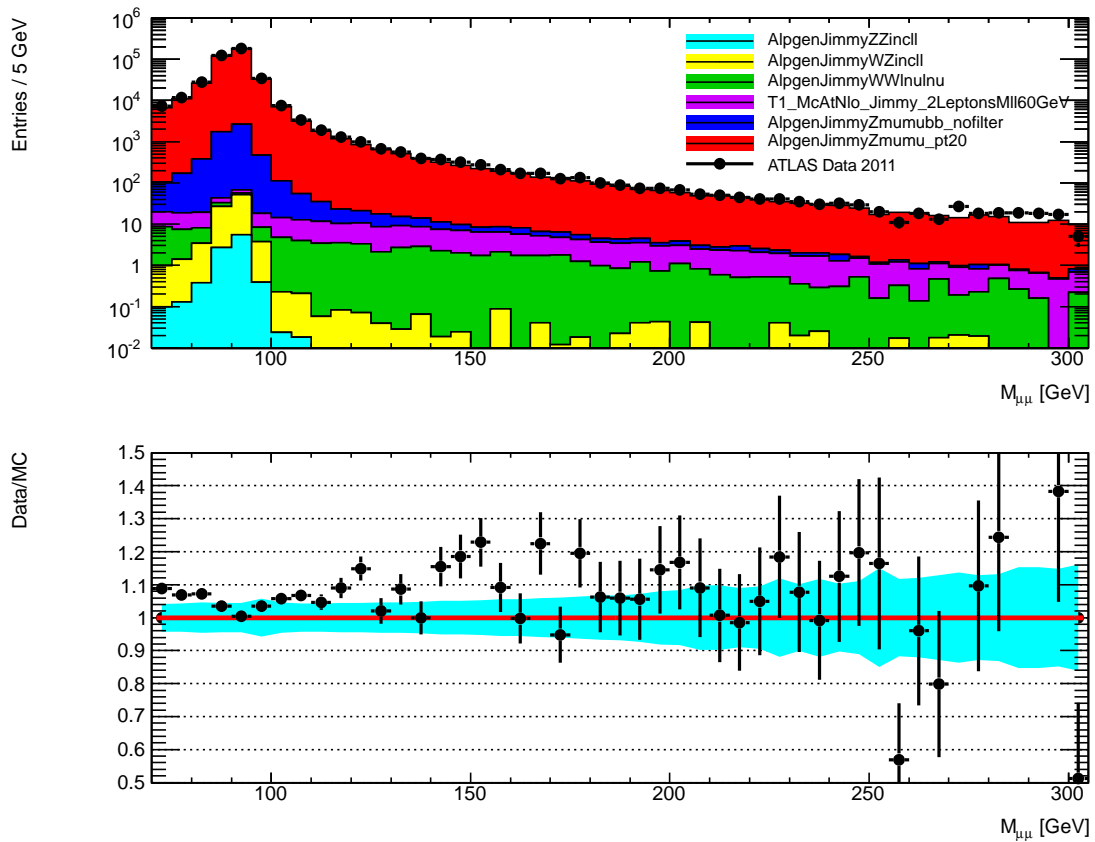 Entries / 5 GeV
10^6
10^5
10^4
10^3
10^2
10
1
10^-1
10^-2
AlpgenJimmyZZincll
AlpgenJimmyWZincll
AlpgenJimmyWWlnulnu
T1_McAtNlo_Jimmy_2LeptonsMll60GeV
AlpgenJimmyZmumubb_nofilter
AlpgenJimmyZmumu_pt20
ATLAS Data 2011
100 150 200 250 300
M_μμ [GeV]
Data/MC
1.5
1.4
1.3
1.2
1.1
1
0.9
0.8
0.7
0.6
0.5
100 150 200 250 300
M_μμ [GeV]